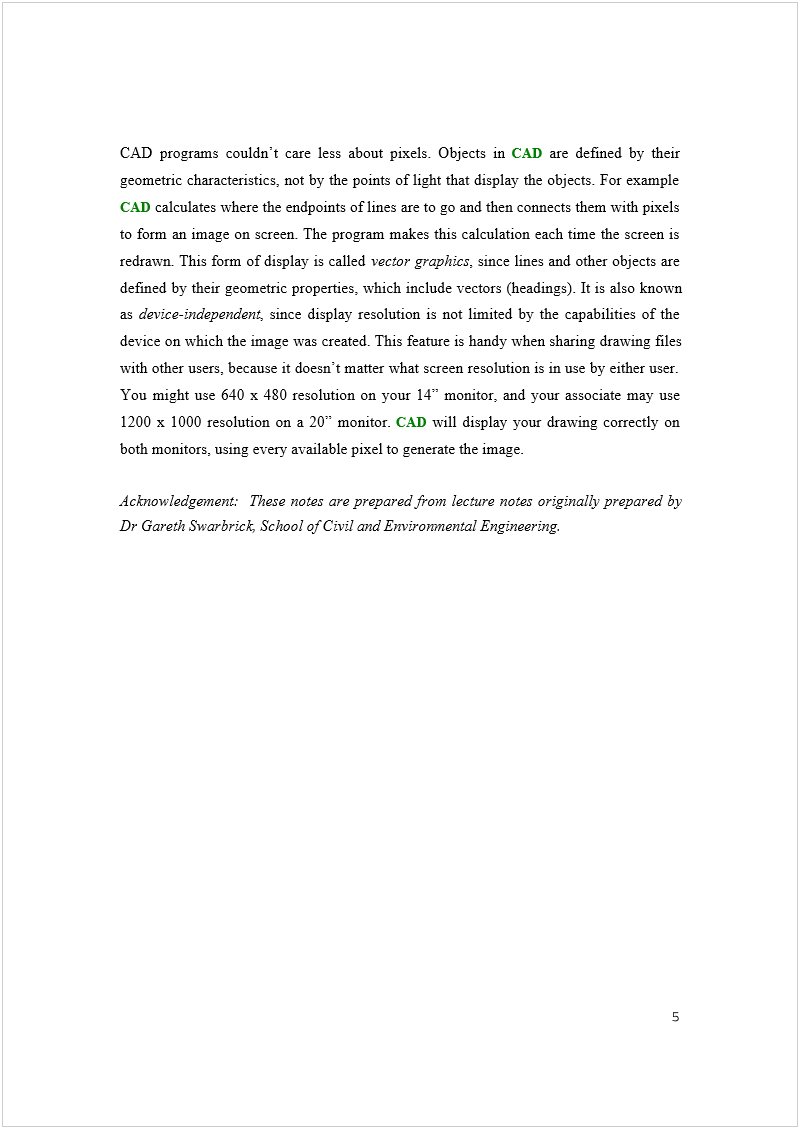 CAD programs couldn’t care less about pixels. Objects in CAD are defined by their
geometric characteristics, not by the points of light that display the objects. For example
CAD calculates where the endpoints of lines are to go and then connects them with pixels
to form an image on screen. The program makes this calculation each time the screen is
redrawn. This form of display is called vector graphics, since lines and other objects are
defined by their geometric properties, which include vectors (headings). It is also known
as device-independent, since display resolution is not limited by the capabilities of the
device on which the image was created. This feature is handy when sharing drawing files
with other users, because it doesn’t matter what screen resolution is in use by either user.
You might use 640 x 480 resolution on your 14” monitor, and your associate may use
1200 x 1000 resolution on a 20” monitor. CAD will display your drawing correctly on
both monitors, using every available pixel to generate the image.
Acknowledgement: These notes are prepared from lecture notes originally prepared by
Dr Gareth Swarbrick, School of Civil and Environmental Engineering.
5